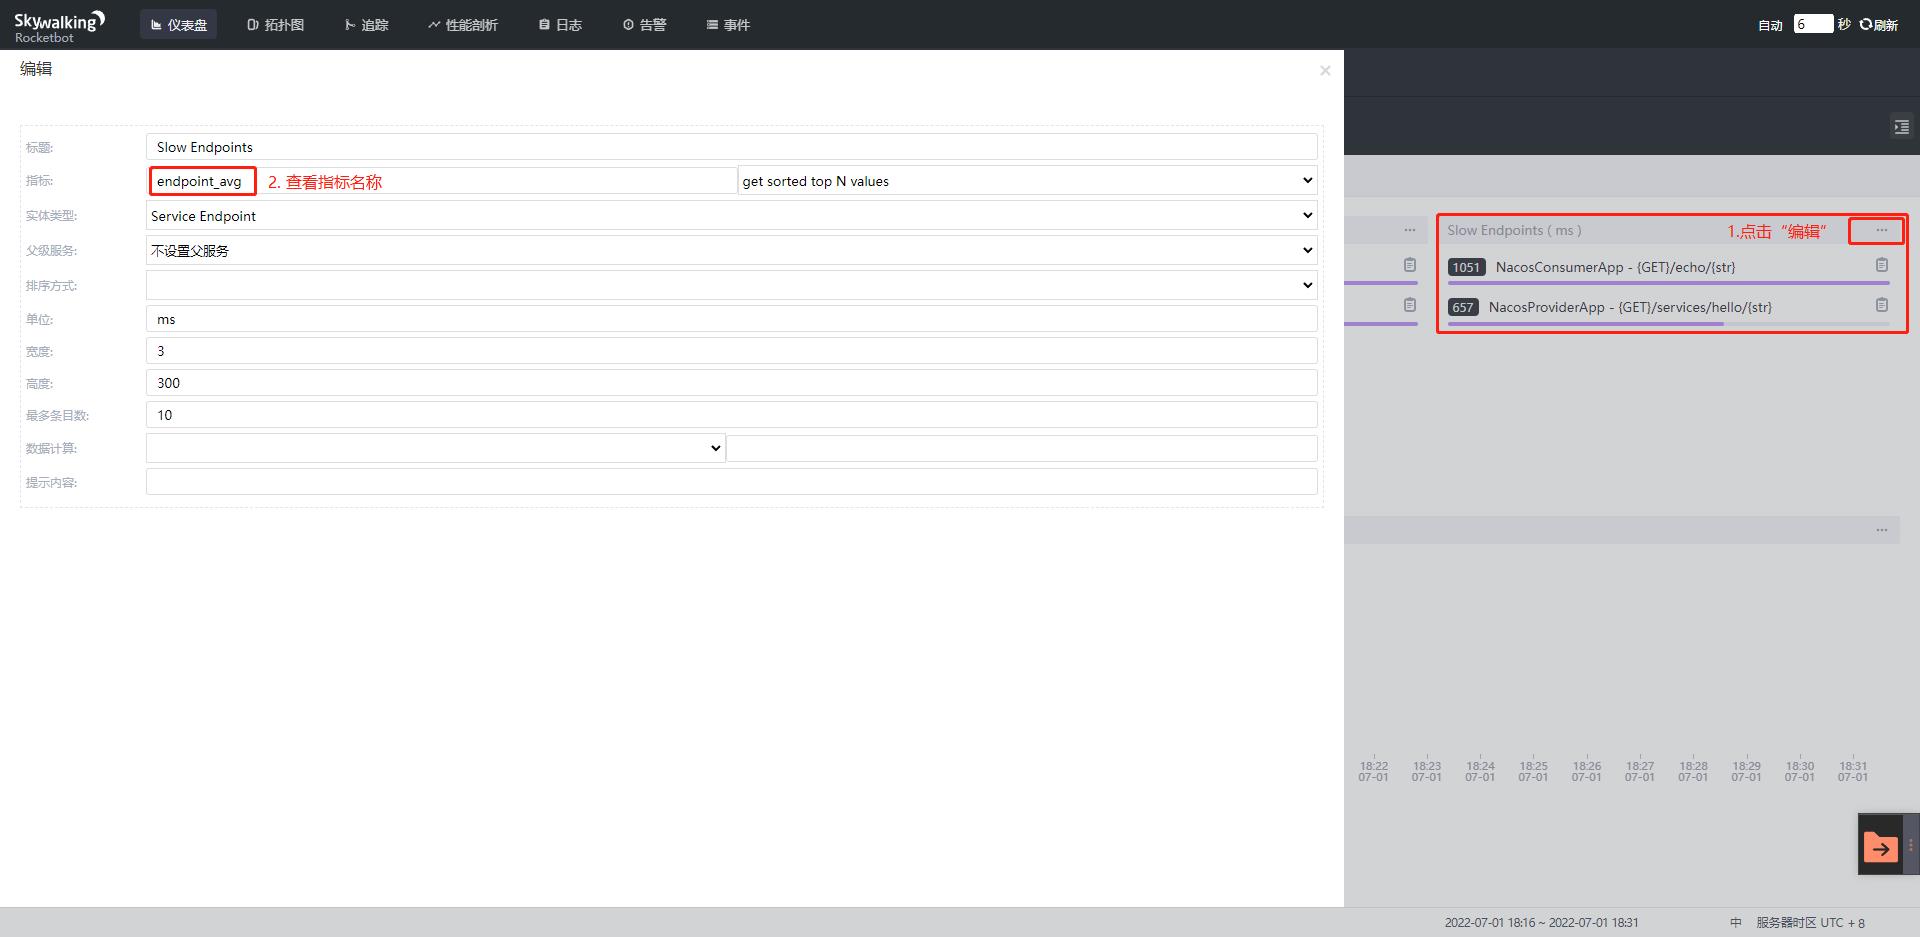 Skywalking
Rocketbot
仪表盘 拓扑图 追踪 性能剖析 日志 告警 事件
自动 6 秒 刷新
编辑
标题: Slow Endpoints
指标: endpoint_avg 2. 查看指标名称 get sorted top N values
实体类型: Service Endpoint
父级服务: 不设置父服务
排序方式:
单位: ms
宽度: 3
高度: 300
最多条目数: 10
数据计算:
提示内容:
Slow Endpoints ( ms ) 1.点击“编辑”
1051 NacosConsumerApp - {GET}/echo/{str}
657 NacosProviderApp - {GET}/services/hello/{str}
18:22 18:23 18:24 18:25 18:26 18:27 18:28 18:29 18:30 18:31
07-01 07-01 07-01 07-01 07-01 07-01 07-01 07-01 07-01 07-01
2022-07-01 18:16 ~ 2022-07-01 18:31 中 服务器时区 UTC + 8